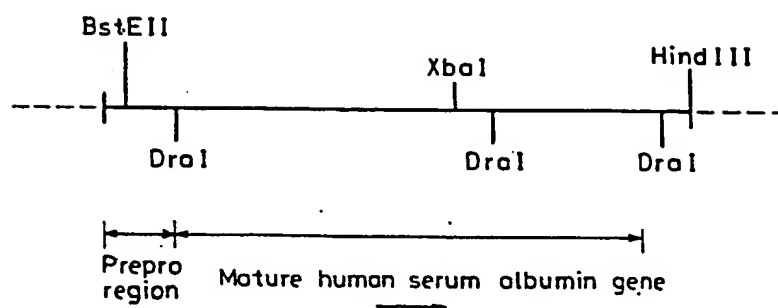 BstEII
XbaI
HindIII
DraI
DraI
DraI
Prepro
region
Mature human serum albumin gene